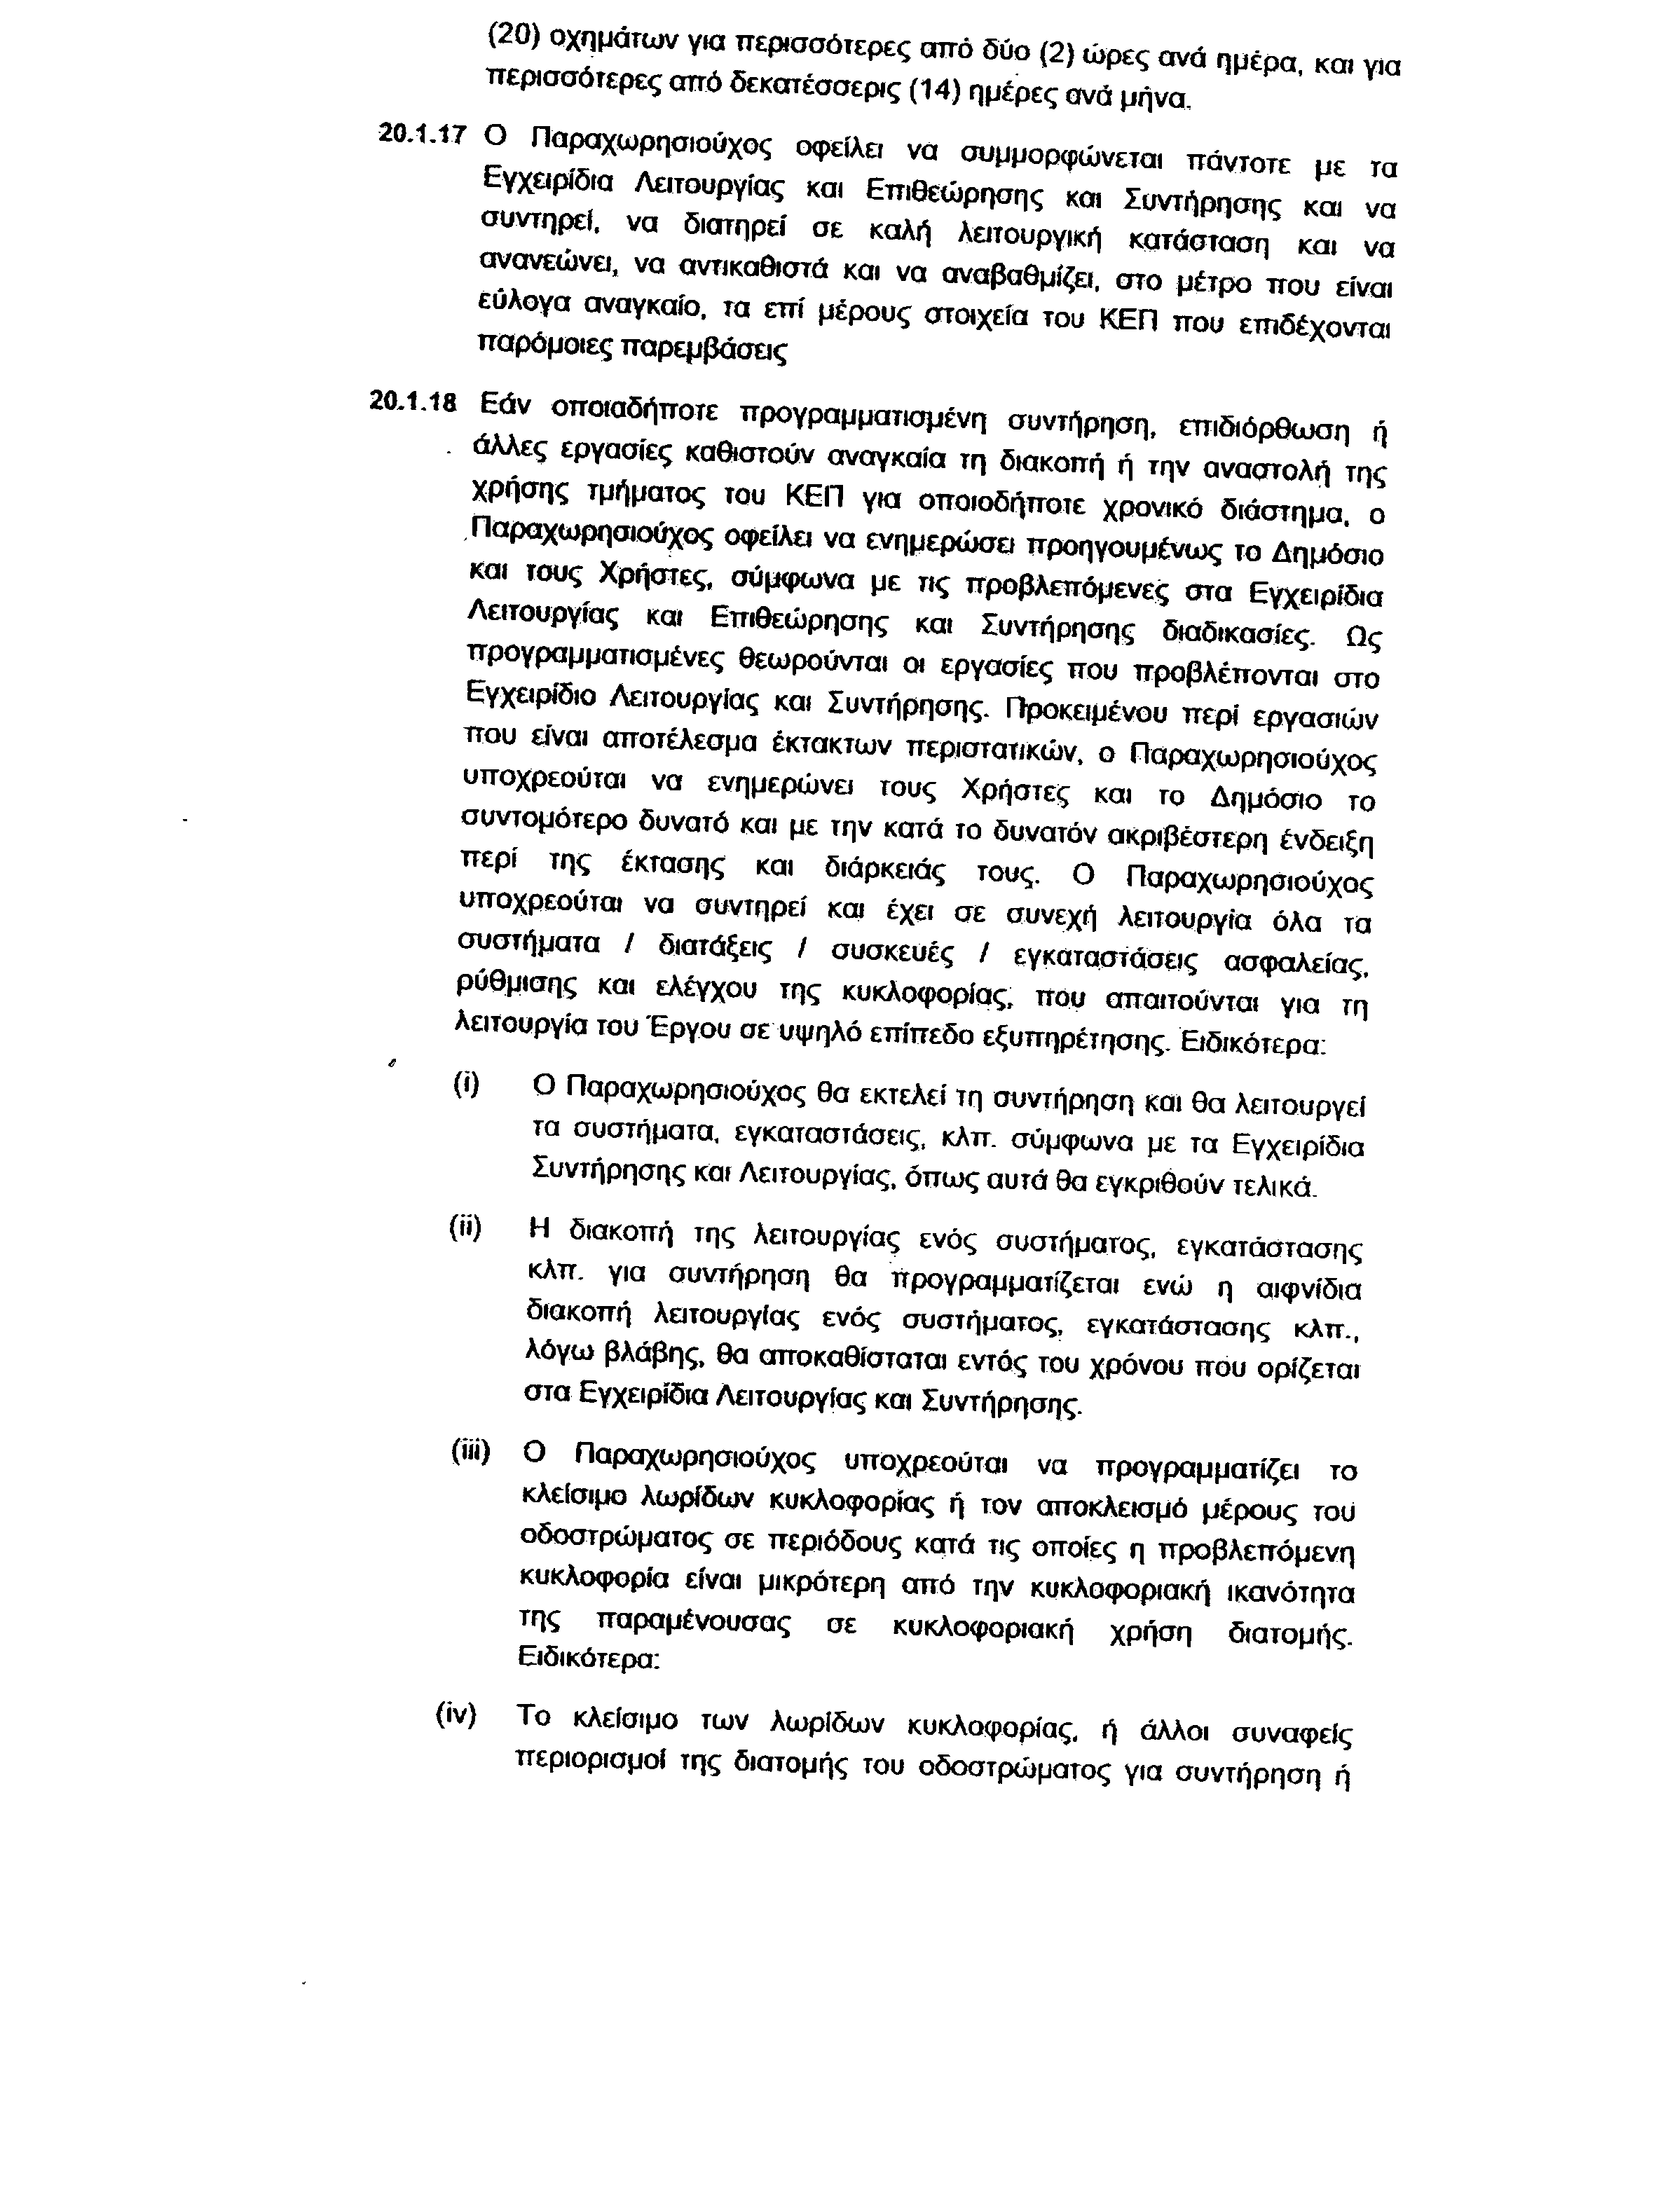 (20) οχημάτων για περισσότερες από δύο (2) ώρες ανά ημέρα, και για
περισσότερες από δεκατέσσερις (14) ημέρες ανά μήνα.
20.1.17 Ο Παραχωρησιούχος οφείλει να συμμορφώνεται πάντοτε με τα
Εγχειρίδια Λειτουργίας και Επιθεώρησης και Συντήρησης και να
συντηρεί, να διατηρεί σε καλή λειτουργική κατάσταση και να
ανανεώνει, να αντικαθιστά και να αναβαθμίζει, στο μέτρο που είναι
εύλογα αναγκαίο, τα επί μέρους στοιχεία του ΚΕΠ που επιδέχονται
παρόμοιες παρεμβάσεις
20.1.18 Εάν οποιαδήποτε προγραμματισμένη συντήρηση, επιδιόρθωση ή
άλλες εργασίες καθιστούν αναγκαία τη διακοπή ή την αναστολή της
χρήσης τμήματος του ΚΕΠ για οποιοδήποτε χρονικό διάστημα, ο
Παραχωρησιούχος οφείλει να ενημερώσει προηγουμένως το Δημόσιο
και τους Χρήστες, σύμφωνα με τις προβλεπόμενες στα Εγχειρίδια
Λειτουργίας και Επιθεώρησης και Συντήρησης διαδικασίες. Ως
προγραμματισμένες θεωρούνται οι εργασίες που προβλέπονται στο
Εγχειρίδιο Λειτουργίας και Συντήρησης. Προκειμένου περί εργασιών
που είναι αποτέλεσμα έκτακτων περιστατικών, ο Παραχωρησιούχος
υποχρεούται να ενημερώνει τους Χρήστες και το Δημόσιο το
συντομότερο δυνατό και με την κατά το δυνατόν ακριβέστερη ένδειξη
περί της έκτασης και διάρκειάς τους. Ο Παραχωρησιούχος
υποχρεούται να συντηρεί και έχει σε συνεχή λειτουργία όλα τα
συστήματα / διατάξεις / συσκευές / εγκαταστάσεις ασφαλείας,
ρύθμισης και ελέγχου της κυκλοφορίας, που απαιτούνται για τη
λειτουργία του Έργου σε υψηλό επίπεδο εξυπηρέτησης. Ειδικότερα:
(i) Ο Παραχωρησιούχος θα εκτελεί τη συντήρηση και θα λειτουργεί
τα συστήματα, εγκαταστάσεις, κλπ. σύμφωνα με τα Εγχειρίδια
Συντήρησης και Λειτουργίας, όπως αυτά θα εγκριθούν τελικά.
(ii) Η διακοπή της λειτουργίας ενός συστήματος, εγκατάστασης
κλπ. για συντήρηση θα προγραμματίζεται ενώ η αιφνίδια
διακοπή λειτουργίας ενός συστήματος, εγκατάστασης κλπ.,
λόγω βλάβης, θα αποκαθίσταται εντός του χρόνου που ορίζεται
στα Εγχειρίδια Λειτουργίας και Συντήρησης.
(iii) Ο Παραχωρησιούχος υποχρεούται να προγραμματίζει το
κλείσιμο λωρίδων κυκλοφορίας ή τον αποκλεισμό μέρους του
οδοστρώματος σε περιόδους κατά τις οποίες η προβλεπόμενη
κυκλοφορία είναι μικρότερη από την κυκλοφοριακή ικανότητα
της παραμένουσας σε κυκλοφοριακή χρήση διατομής.
Ειδικότερα:
(iv) Το κλείσιμο των λωρίδων κυκλοφορίας, ή άλλοι συναφείς
περιορισμοί της διατομής του οδοστρώματος για συντήρηση ή